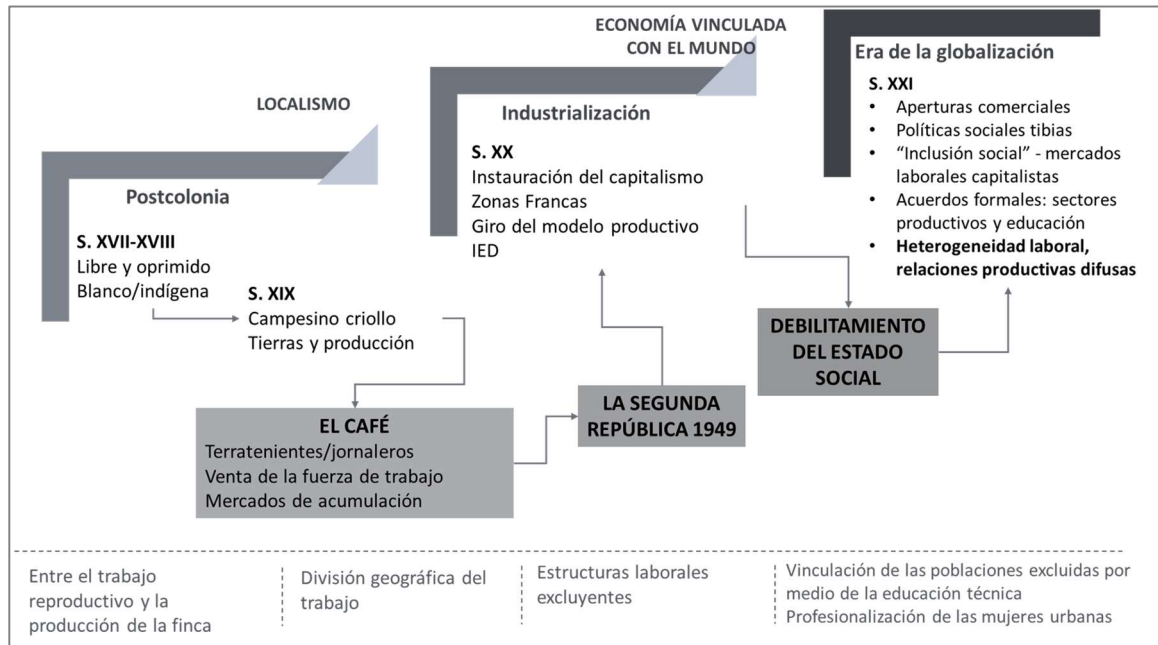 LOCALISMO
Postcolonia
S. XVII-XVIII
Libre y oprimido
Blanco/indígena
S. XIX
Campesino criollo
Tierras y producción
EL CAFÉ
Terratenientes/jornaleros
Venta de la fuerza de trabajo
Mercados de acumulación
LA SEGUNDA
REPÚBLICA 1949
ECONOMÍA VINCULADA
CON EL MUNDO
Industrialización
S. XX
Instauración del capitalismo
Zonas Francas
Giro del modelo productivo
IED
DEBILITAMIENTO
DEL ESTADO
SOCIAL
Era de la globalización
S. XXI
• Aperturas comerciales
• Políticas sociales tibias
• “Inclusión social” - mercados
laborales capitalistas
• Acuerdos formales: sectores
productivos y educación
• Heterogeneidad laboral,
relaciones productivas difusas
Entre el trabajo
reproductivo y la
producción de la finca
División geográfica del
trabajo
Estructuras laborales
excluyentes
Vinculación de las poblaciones excluidas por
medio de la educación técnica
Profesionalización de las mujeres urbanas